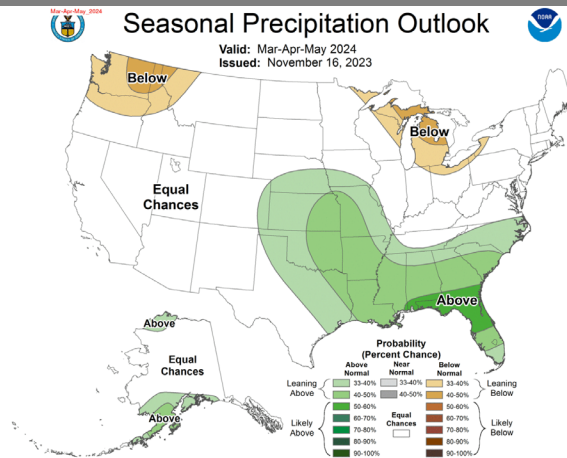 Mar-Apr-May_2024
NOAA
Seasonal Precipitation Outlook
Valid: Mar-Apr-May 2024
Issued: November 16, 2023
Below
Below
Equal
Chances
Above
Above
Equal
Chances
Above
Probability
(Percent Chance)
Above
Normal
Near
Normal
Below
Normal
Leaning
Above
33-40%
40-50%
33-40%
40-50%
33-40%
40-50%
Leaning
Below
Likely
Above
50-60%
60-70%
70-80%
80-90%
90-100%
Equal
Chances
50-60%
60-70%
70-80%
80-90%
90-100%
Likely
Below